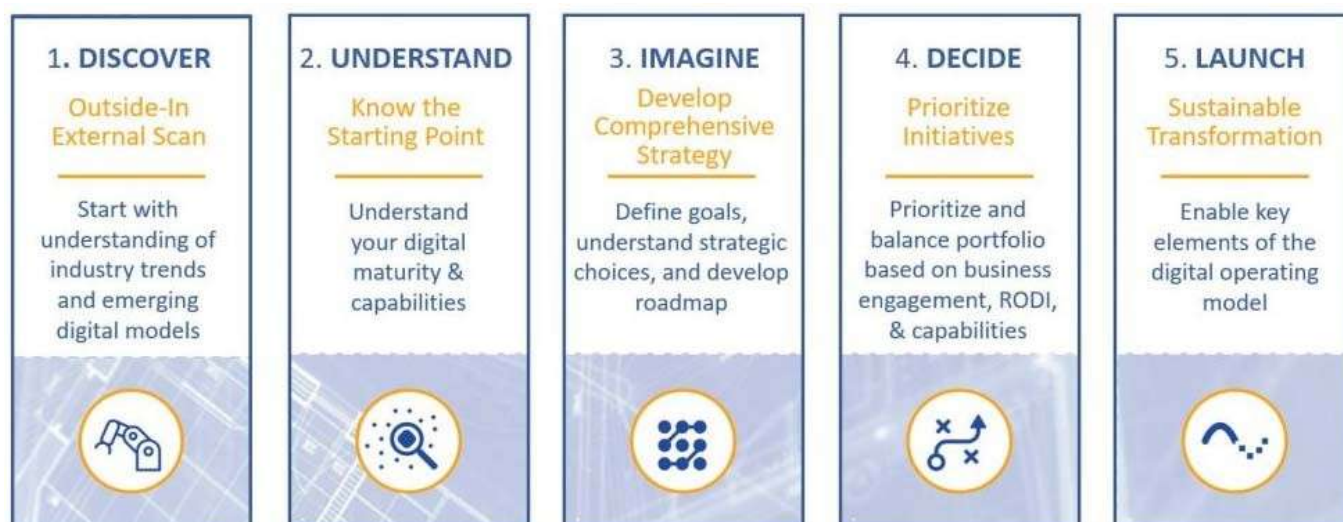 1. DISCOVER
Outside-In
External Scan
Start with
understanding of
industry trends
and emerging
digital models
2. UNDERSTAND
Know the
Starting Point
Understand
your digital
maturity &
capabilities
3. IMAGINE
Develop
Comprehensive
Strategy
Define goals,
understand strategic
choices, and develop
roadmap
4. DECIDE
Prioritize
Initiatives
Prioritize and
balance portfolio
based on business
engagement, RODI,
& capabilities
5. LAUNCH
Sustainable
Transformation
Enable key
elements of the
digital operating
model